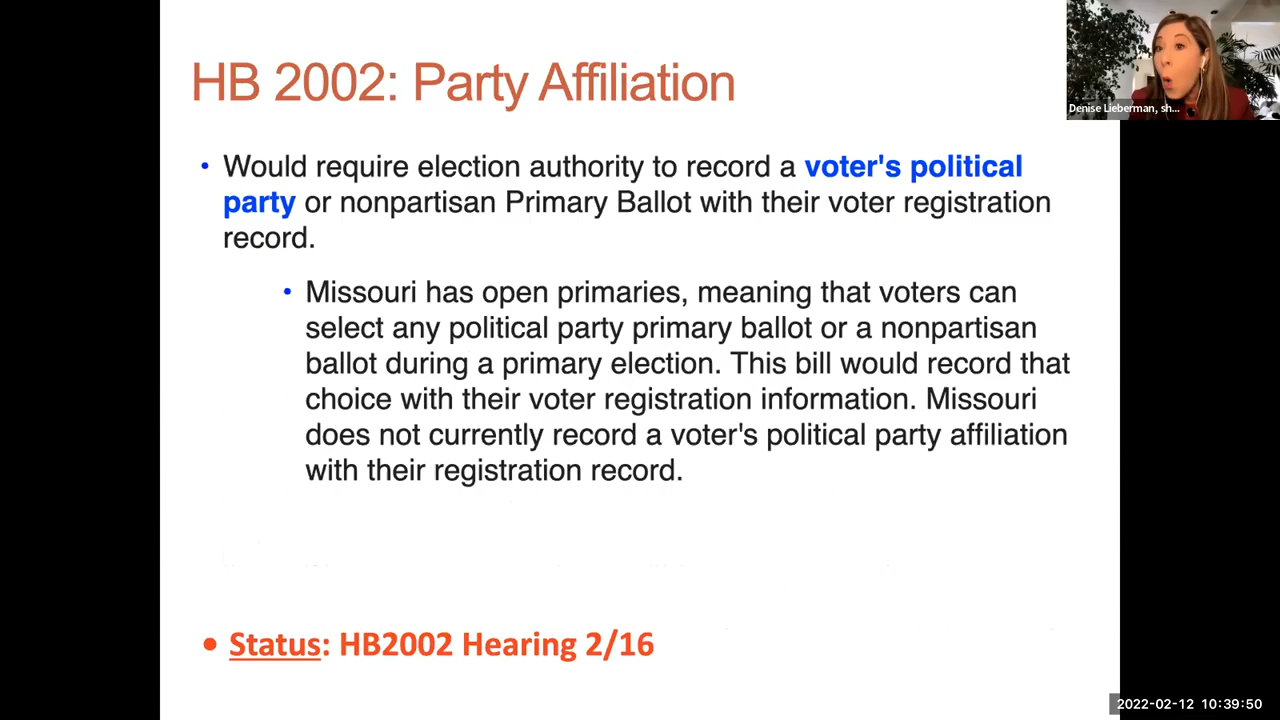 HB 2002: Party Affiliation
Denise Lieberman, sh...
• Would require election authority to record a voter's political
party or nonpartisan Primary Ballot with their voter registration
record.
• Missouri has open primaries, meaning that voters can
select any political party primary ballot or a nonpartisan
ballot during a primary election. This bill would record that
choice with their voter registration information. Missouri
does not currently record a voter's political party affiliation
with their registration record.
• Status: HB2002 Hearing 2/16
2022-02-12 10:39:50